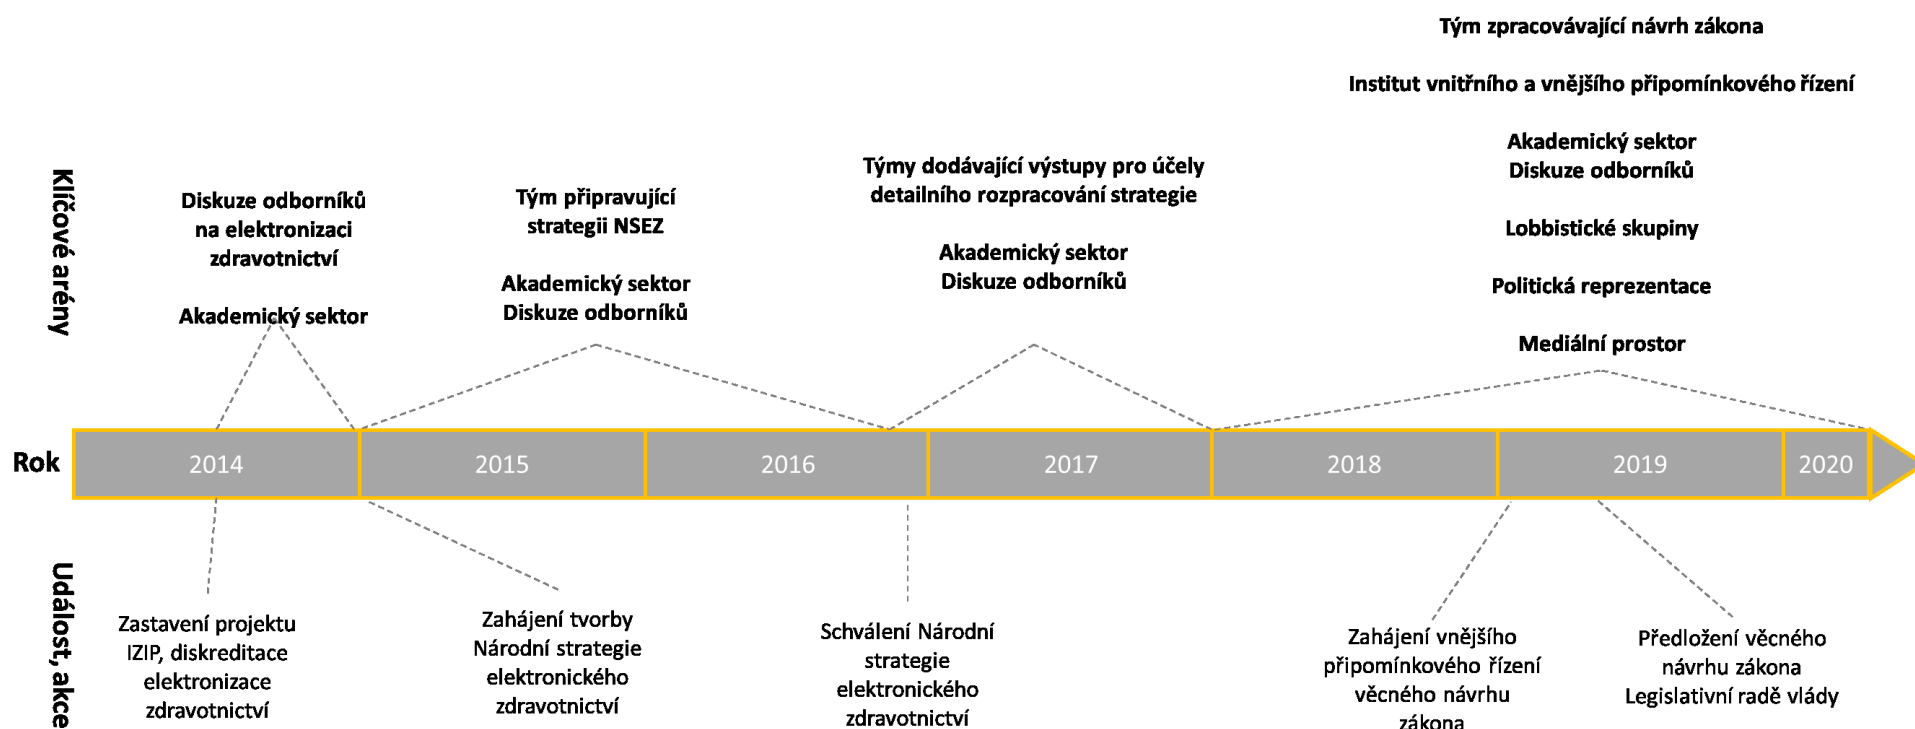 Klíčové arény
Diskuze odborníků
na elektronizaci
zdravotnictví
Akademický sektor
Tým připravující
strategii NSEZ
Akademický sektor
Diskuze odborníků
Týmy dodávající výstupy pro účely
detailního rozpracování strategie
Akademický sektor
Diskuze odborníků
Tým zpracovávající návrh zákona
Institut vnitřního a vnějšího připomínkového řízení
Akademický sektor
Diskuze odborníků
Lobbistické skupiny
Politická reprezentace
Mediální prostor
Rok
2014
2015
2016
2017
2018
2019
2020
Událost, akce
Zastavení projektu
IZIP, diskreditace
elektronizace
zdravotnictví
Zahájení tvorby
Národní strategie
elektronického
zdravotnictví
Schválení Národní
strategie
elektronického
zdravotnictví
Zahájení vnějšího
připomínkového řízení
věcného návrhu
zákona
Předložení věcného
návrhu zákona
Legislativní radě vlády